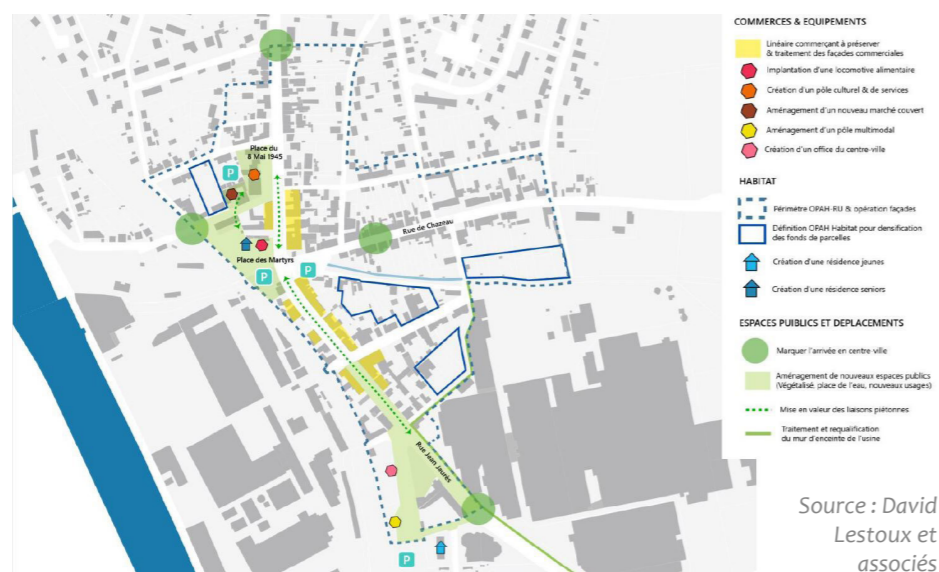 Place du
8 Mai 1945
P
Rue de Chazeau
Place des Martyrs
P
P
Rue Jean Jaurès
P
COMMERCES & EQUIPEMENTS
Linéaire commerçant à préserver
& traitement des façades commerciales
Implantation d'une locomotive alimentaire
Création d'un pôle culturel & de services
Aménagement d'un nouveau marché couvert
Aménagement d'un pôle multimodal
Création d'un office du centre-ville
HABITAT
Périmètre OPAH-RU & opération façades
Définition OPAH Habitat pour densification
des fonds de parcelles
Création d'une résidence jeunes
Création d'une résidence seniors
ESPACES PUIBLICS ET DEPLACEMENTS
Marquer l'arrivée en centre-ville
Aménagement de nouveaux espaces publics
(Végétalisé, place de l'eau, nouveaux usages)
Mise en valeur des liaisons piétonnes
Traitement et requalification
du mur d'enceinte de l'usine
Source : David
Lestoux et
associés